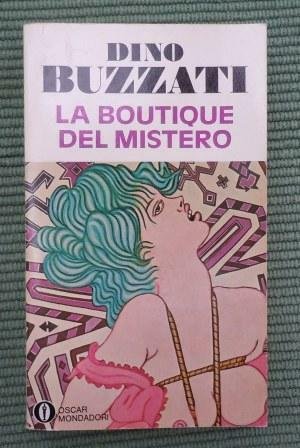 DINO
BUZZATI
LA BOUTIQUE
DEL MISTERO
OSCAR
MONDADORI